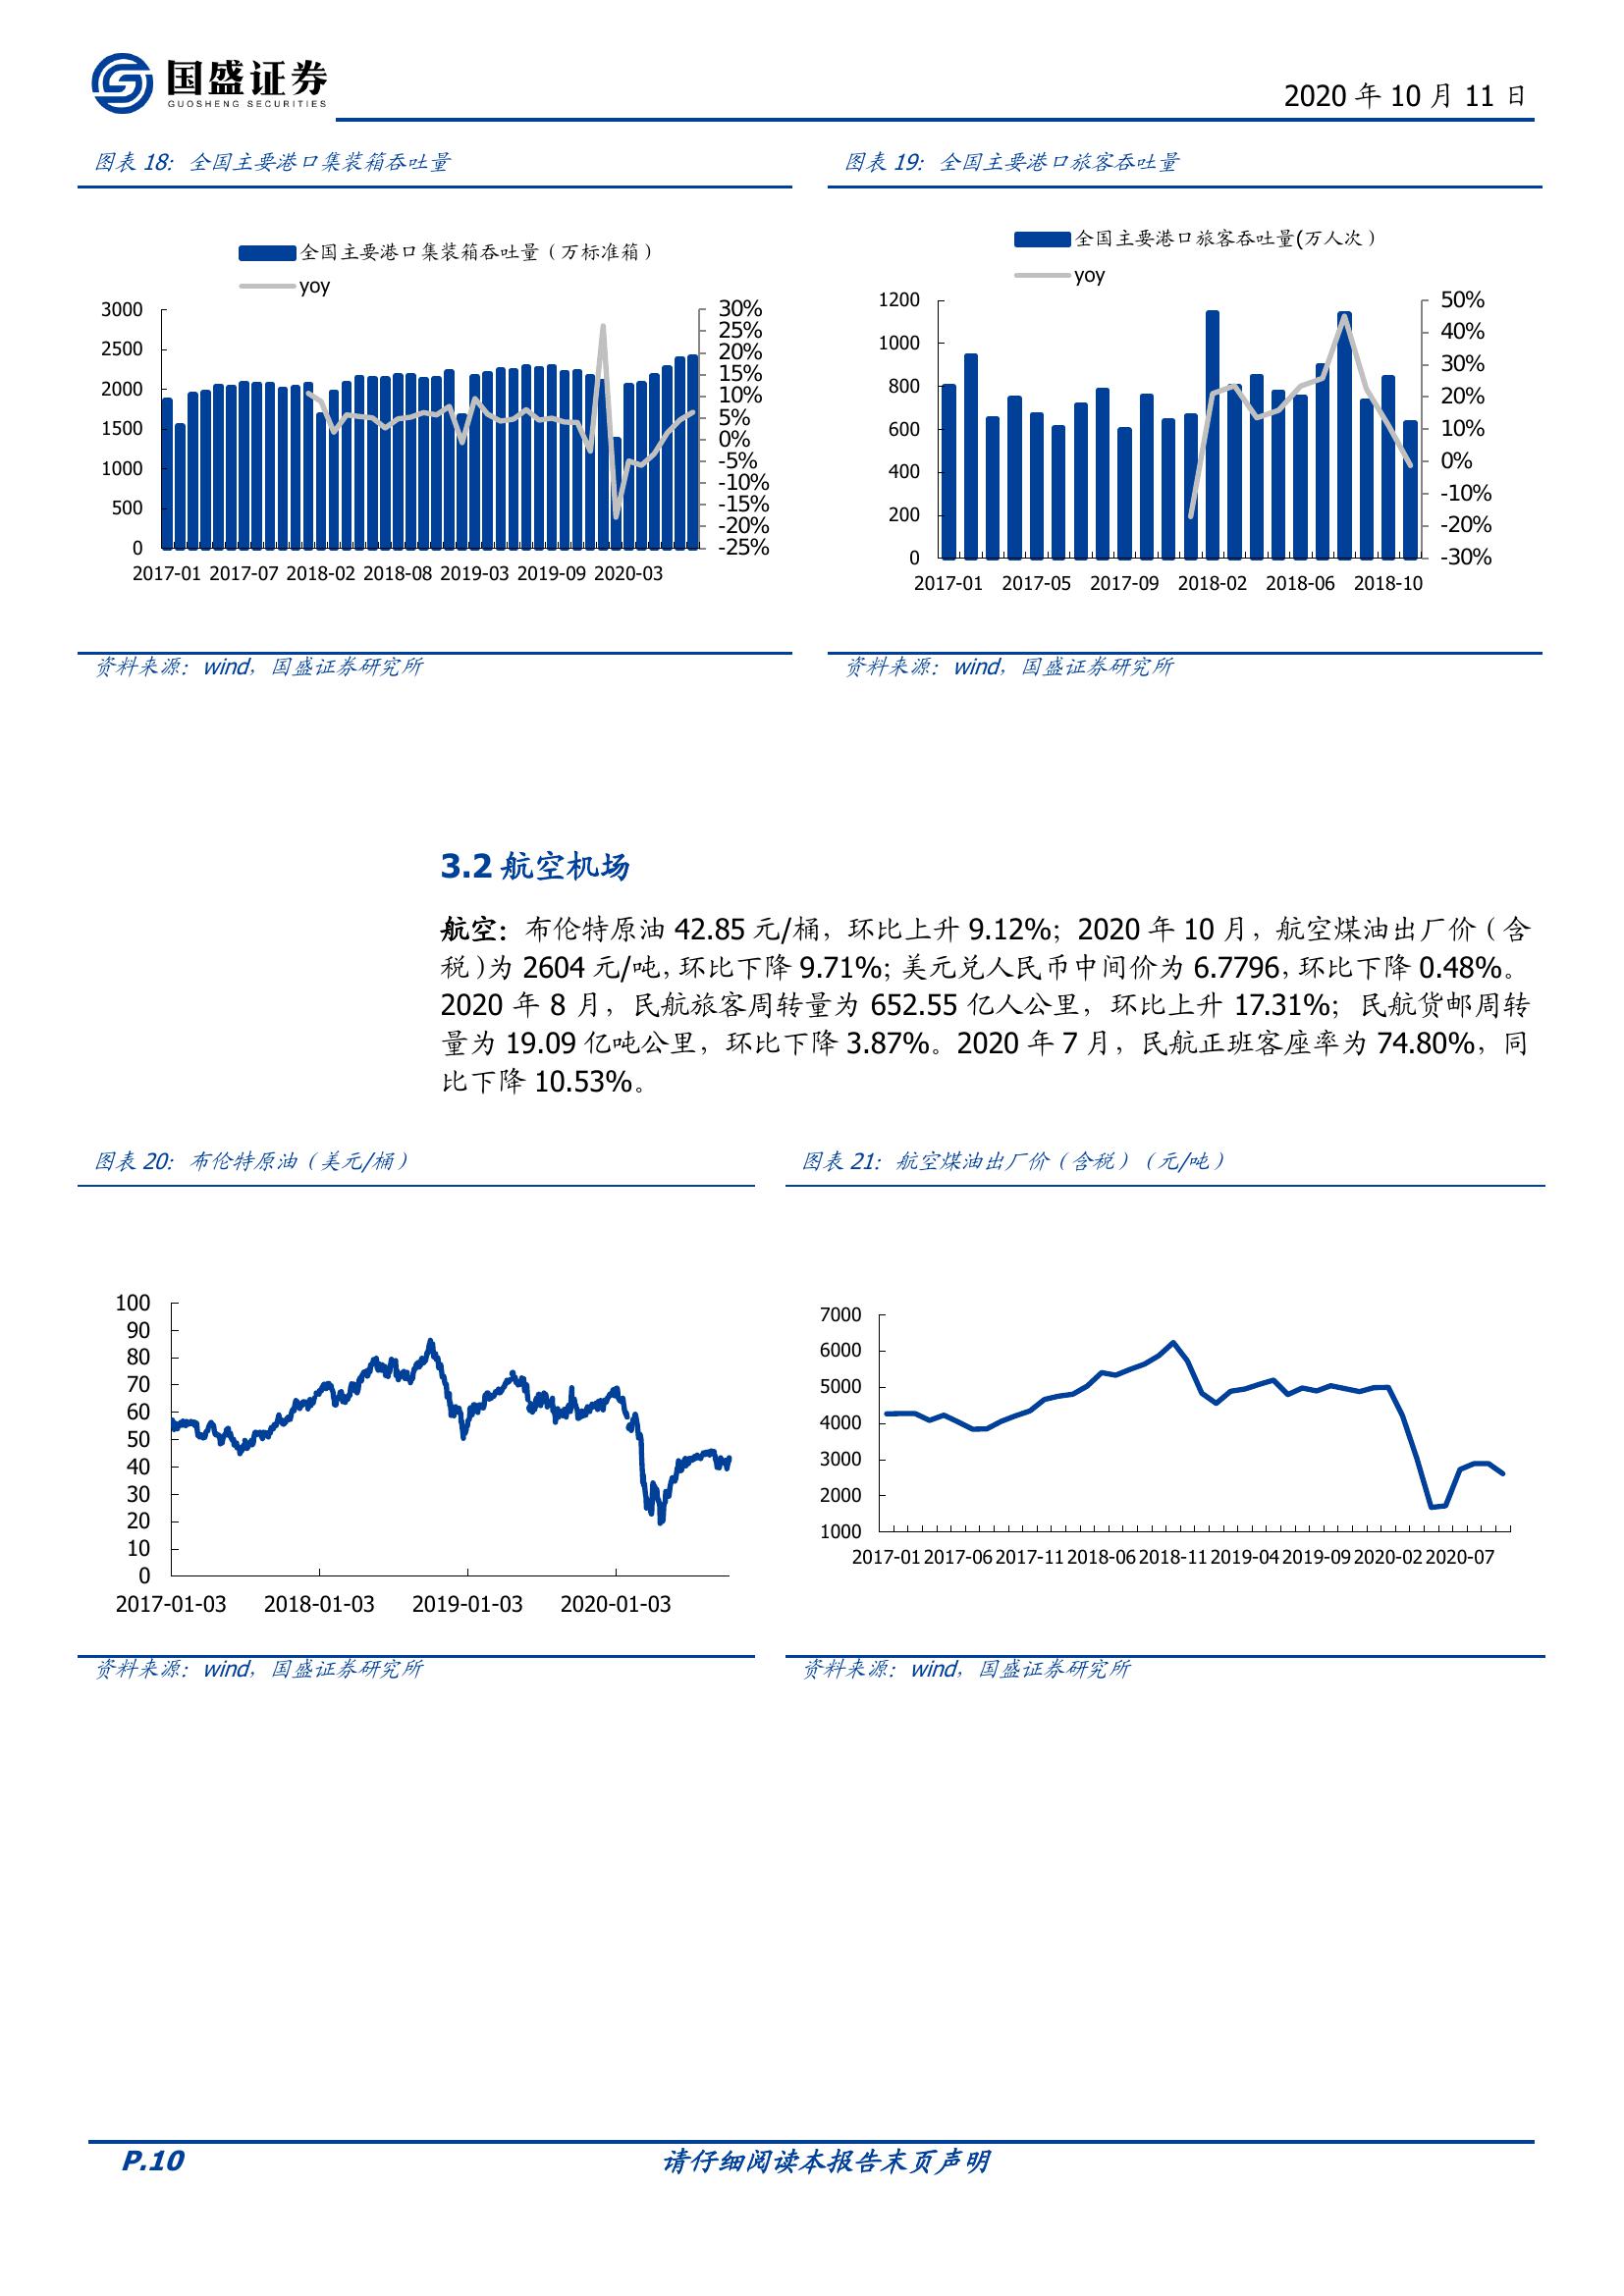 国盛证券
GUOSHENG SECURITIES
2020 年 10 月 11 日
图表 18：全国主要港口集装箱吞吐量
全国主要港口集装箱吞吐量（万标准箱）
yoy
3000
2500
2000
1500
1000
500
0
30%
25%
20%
15%
10%
5%
0%
-5%
-10%
-15%
-20%
-25%
2017-01 2017-07 2018-02 2018-08 2019-03 2019-09 2020-03
资料来源：wind，国盛证券研究所
图表 19：全国主要港口旅客吞吐量
全国主要港口旅客吞吐量(万人次）
yoy
1200
1000
800
600
400
200
0
50%
40%
30%
20%
10%
0%
-10%
-20%
-30%
2017-01 2017-05 2017-09 2018-02 2018-06 2018-10
资料来源：wind，国盛证券研究所
3.2 航空机场
航空：布伦特原油 42.85 元/桶，环比上升 9.12%；2020 年 10 月，航空煤油出厂价（含
税）为 2604 元/吨，环比下降 9.71%；美元兑人民币中间价为 6.7796，环比下降 0.48%。
2020 年 8 月，民航旅客周转量为 652.55 亿人公里，环比上升 17.31%；民航货邮周转
量为 19.09 亿吨公里，环比下降 3.87%。2020 年 7 月，民航正班客座率为 74.80%，同
比下降 10.53%。
图表 20：布伦特原油（美元/桶）
100
90
80
70
60
50
40
30
20
10
0
2017-01-03 2018-01-03 2019-01-03 2020-01-03
资料来源：wind，国盛证券研究所
图表 21：航空煤油出厂价（含税）（元/吨）
7000
6000
5000
4000
3000
2000
1000
2017-01 2017-06 2017-11 2018-06 2018-11 2019-04 2019-09 2020-02 2020-07
资料来源：wind，国盛证券研究所
P.10
请仔细阅读本报告末页声明